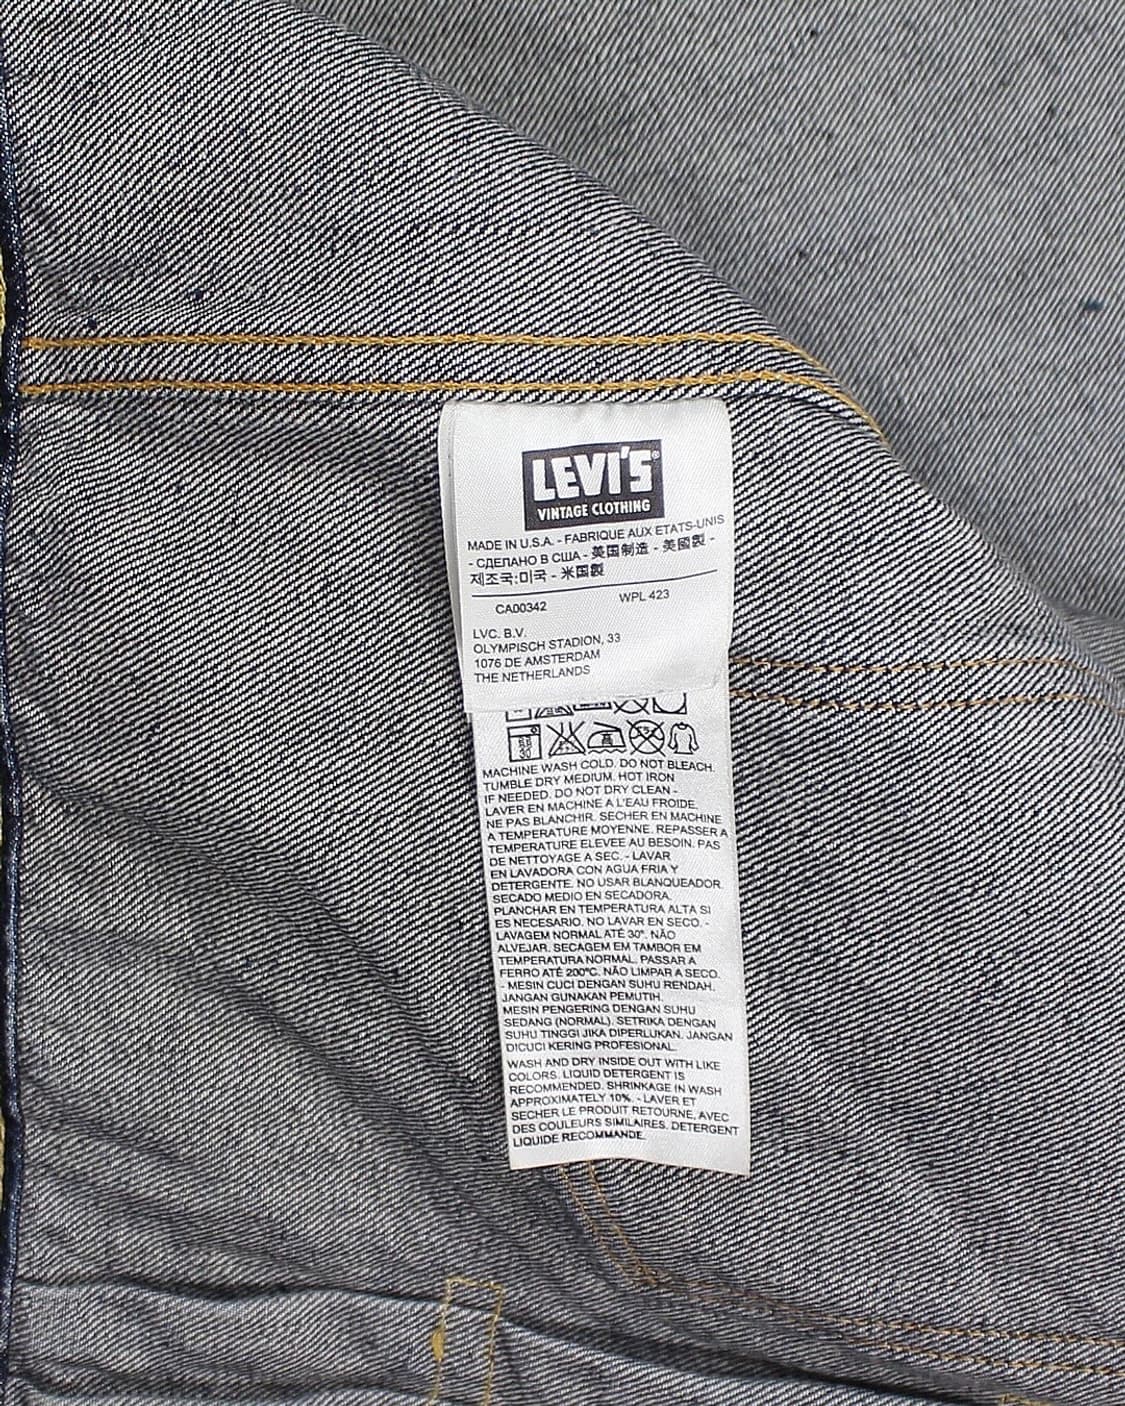 LEVI'S®
VINTAGE CLOTHING
MADE IN U.S.A. - FABRIQUE AUX ETATS-UNIS
- СДЕЛАНО В США - 美国制造 - 美國製 -
제조국:미국 - 米国製
CA00342 WPL 423
LVC. B.V.
OLYMPISCH STADION, 33
1076 DE AMSTERDAM
THE NETHERLANDS
MACHINE WASH COLD. DO NOT BLEACH.
TUMBLE DRY MEDIUM. HOT IRON
IF NEEDED. DO NOT DRY CLEAN -
LAVER EN MACHINE A L'EAU FROIDE.
NE PAS BLANCHIR. SECHER EN MACHINE
A TEMPERATURE MOYENNE. REPASSER A
TEMPERATURE ELEVEE AU BESOIN. PAS
DE NETTOYAGE A SEC. - LAVAR
EN LAVADORA CON AGUA FRIA Y
DETERGENTE. NO USAR BLANQUEADOR.
SECADO MEDIO EN SECADORA.
PLANCHAR EN TEMPERATURA ALTA SI
ES NECESARIO. NO LAVAR EN SECO. -
LAVAGEM NORMAL ATÉ 30°. NÃO
ALVEJAR. SECAGEM EM TAMBOR EM
TEMPERATURA NORMAL. PASSAR A
FERRO ATÉ 200°C. NÃO LIMPAR A SECO.
- MESIN CUCI DENGAN SUHU RENDAH.
JANGAN GUNAKAN PEMUTIH.
MESIN PENGERING DENGAN SUHU
SEDANG (NORMAL). SETRIKA DENGAN
SUHU TINGGI JIKA DIPERLUKAN. JANGAN
DICUCI KERING PROFESIONAL.
WASH AND DRY INSIDE OUT WITH LIKE
COLORS. LIQUID DETERGENT IS
RECOMMENDED. SHRINKAGE IN WASH
APPROXIMATELY 10%. - LAVER ET
SECHER LE PRODUIT RETOURNE, AVEC
DES COULEURS SIMILAIRES. DETERGENT
LIQUIDE RECOMMANDE.